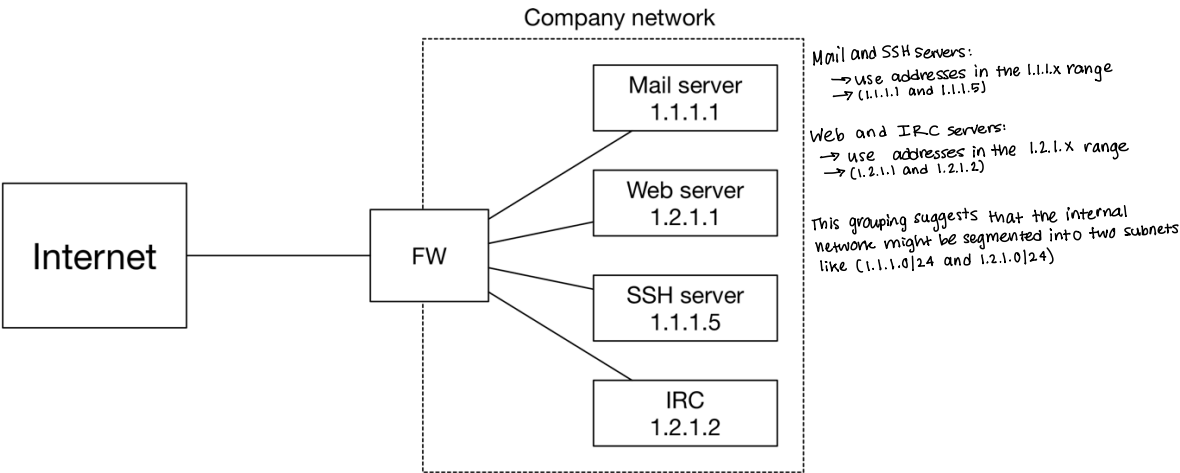 Company network
Mail server
1.1.1.1
Web server
1.2.1.1
Internet
FW
SSH server
1.1.1.5
IRC
1.2.1.2
Mail and SSH servers:
→ use addresses in the 1.1.1.x range
→ (1.1.1.1 and 1.1.1.5)
Web and IRC servers:
→ use addresses in the 1.2.1.x range
→ (1.2.1.1 and 1.2.1.2)
This grouping suggests that the internal
network might be segmented into two subnets
like (1.1.1.0/24 and 1.2.1.0/24)